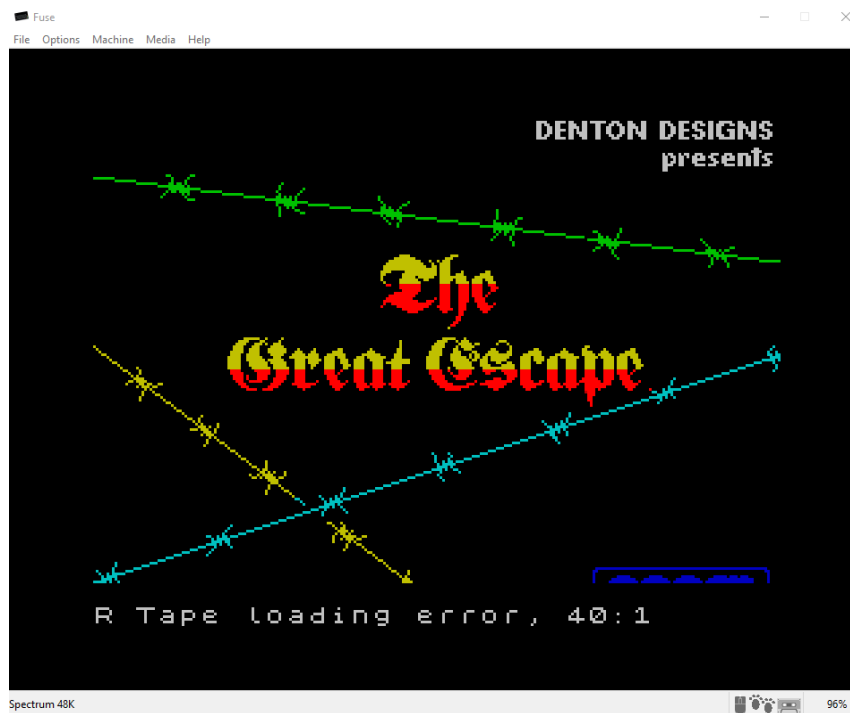 Fuse
File Options Machine Media Help
DENTON DESIGNS
presents
The
Great Escape
R Tape loading error, 40:1
Spectrum 48K
96%